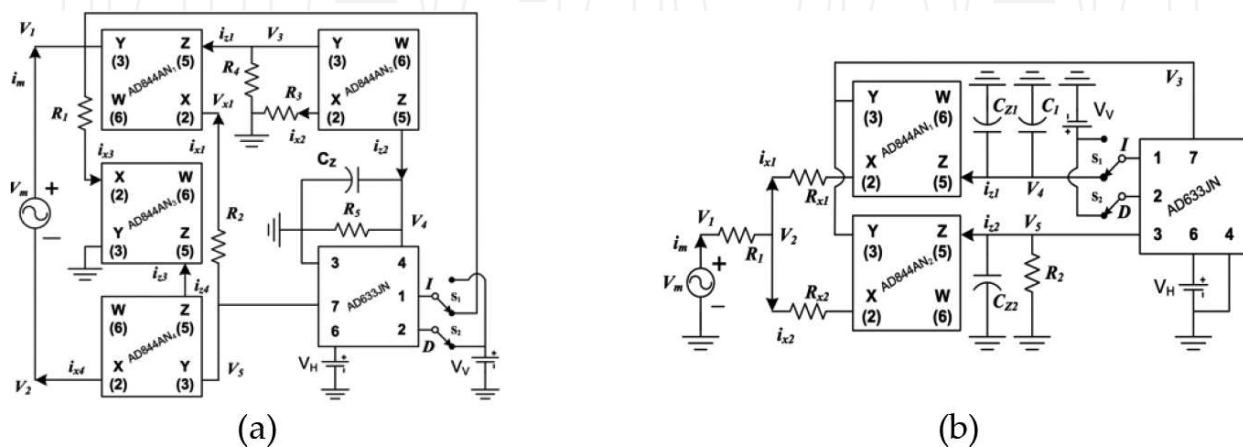 V1
im
Vm
+
−
V2
Y
(3)
Z
(5)
AD844AN1
W
(6)
X
(2)
iz1
V3
Vx1
ix1
R1
ix3
R4
R3
ix2
Y
(3)
W
(6)
AD844AN2
X
(2)
Z
(5)
iz2
X
(2)
W
(6)
AD844AN3
Y
(3)
Z
(5)
iz3
iz4
R2
CZ
R5
V4
W
(6)
Z
(5)
AD844AN4
X
(2)
Y
(3)
ix4
V5
3
4
AD633JN
1
7
6
2
I
S1
S2
D
VH
+
VV
+
(a)
V3
Y
(3)
W
(6)
AD844AN1
X
(2)
Z
(5)
CZ1
C1
VV
+
I
S1
S2
D
1
7
2
AD633JN
3
6
4
ix1
Rx1
iz1
V4
V1
im
R1
V2
Vm
+
−
iz2
V5
Y
(3)
Z
(5)
AD844AN2
X
(2)
W
(6)
Rx2
ix2
CZ2
R2
VH
+
(b)